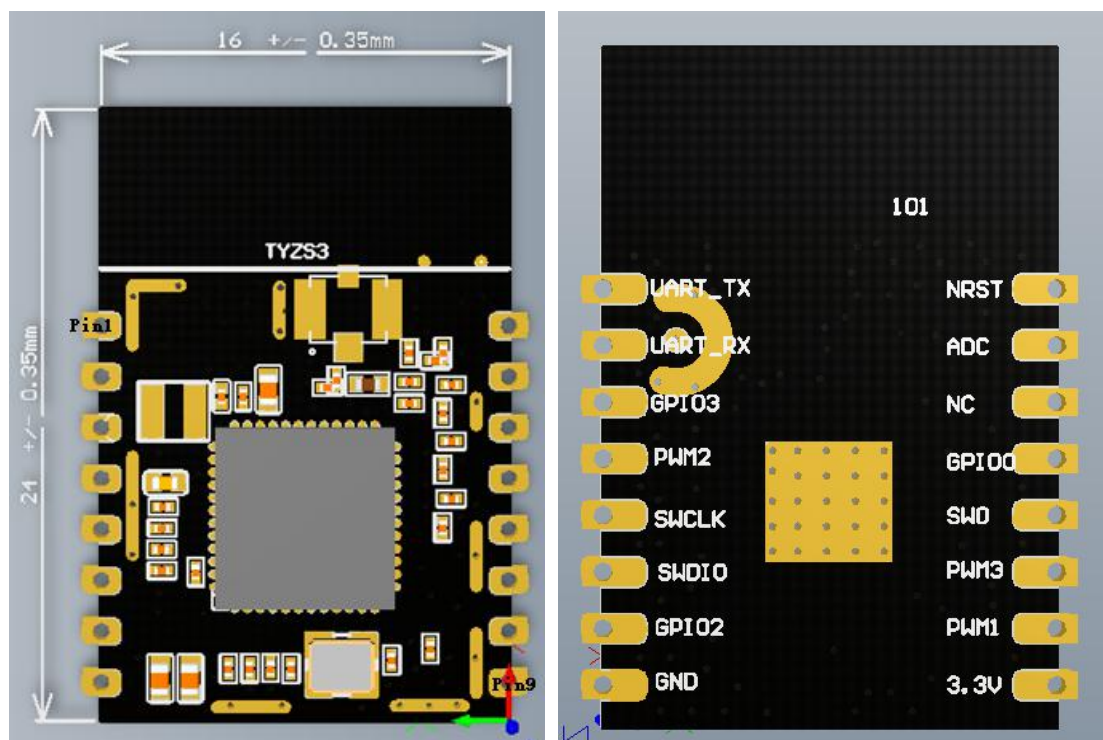 16 +/- 0.35mm
TYZS3
Pin1
24 +/- 0.35mm
Pin9
101
UART_TX
NRST
UART_RX
ADC
GPIO3
NC
PWM2
GPIO0
SWCLK
SWO
SWDIO
PWM3
GPIO2
PWM1
GND
3.3V